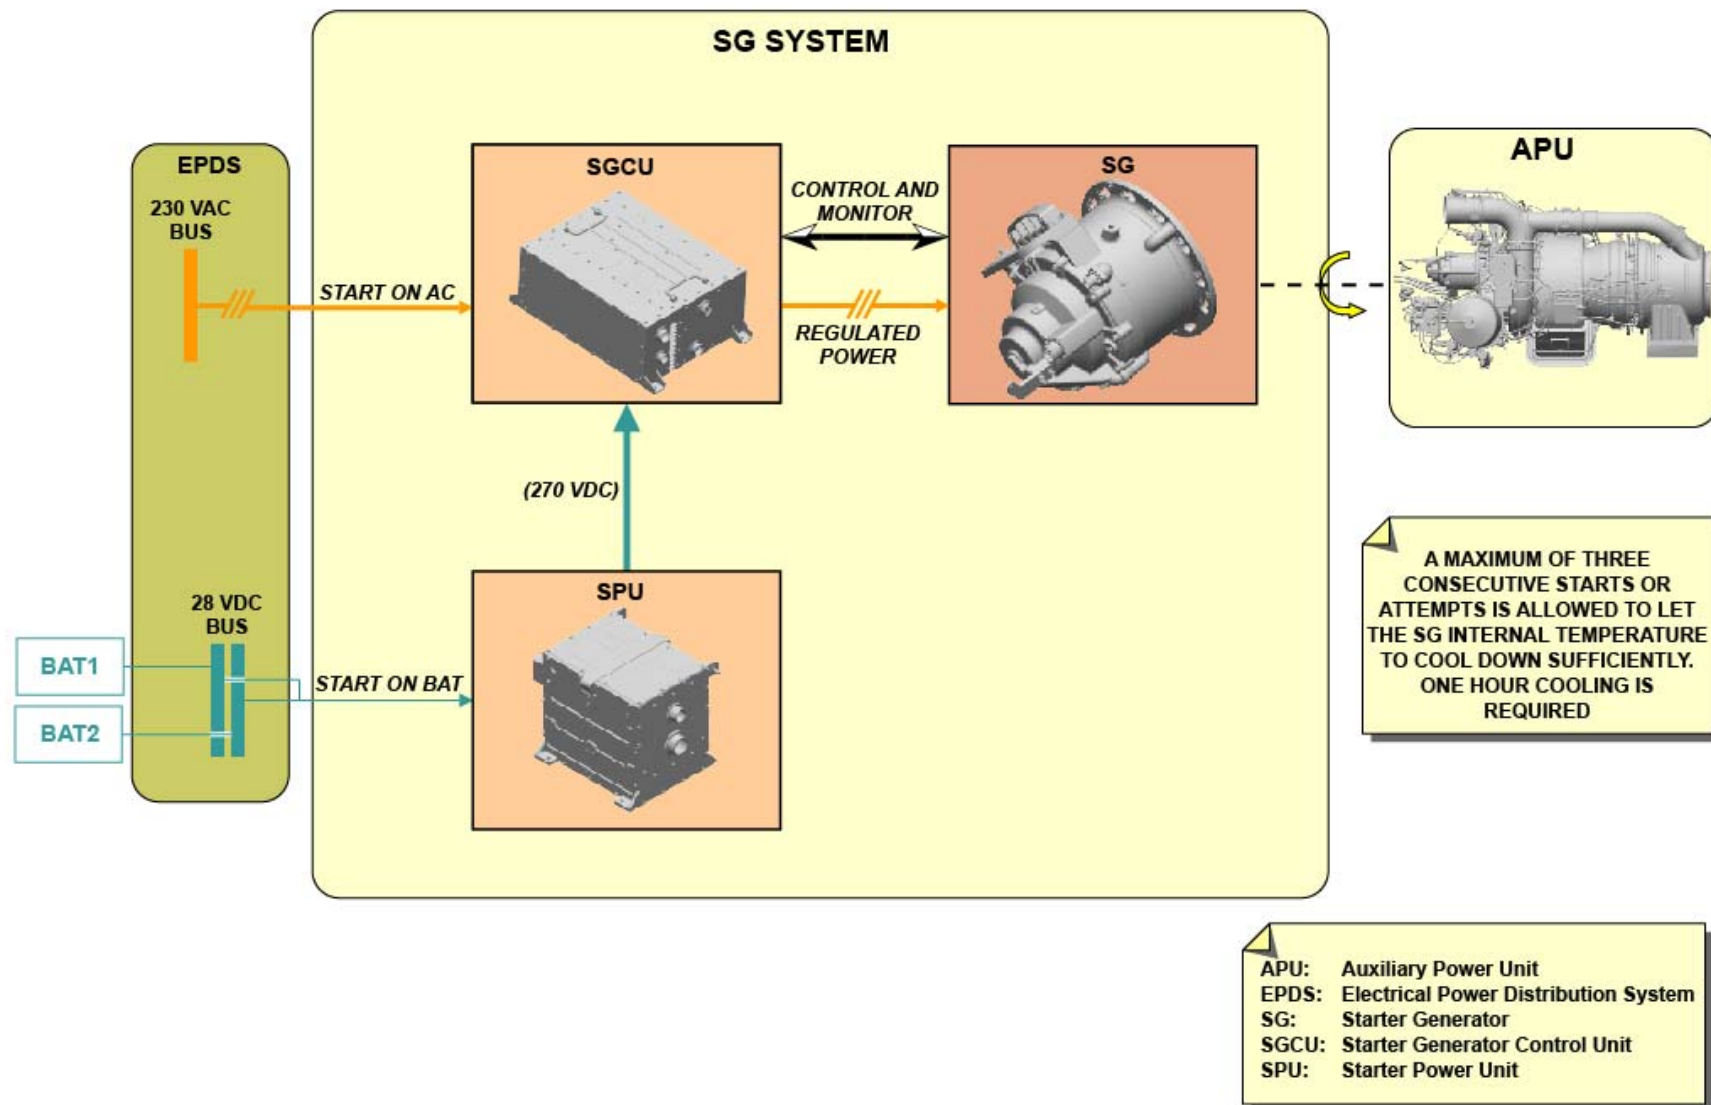 SG SYSTEM
EPDS
230 VAC
BUS
START ON AC
SGCU
CONTROL AND
MONITOR
REGULATED
POWER
SG
APU
(270 VDC)
28 VDC
BUS
BAT1
BAT2
START ON BAT
SPU
A MAXIMUM OF THREE
CONSECUTIVE STARTS OR
ATTEMPTS IS ALLOWED TO LET
THE SG INTERNAL TEMPERATURE
TO COOL DOWN SUFFICIENTLY.
ONE HOUR COOLING IS
REQUIRED
APU: Auxiliary Power Unit
EPDS: Electrical Power Distribution System
SG: Starter Generator
SGCU: Starter Generator Control Unit
SPU: Starter Power Unit